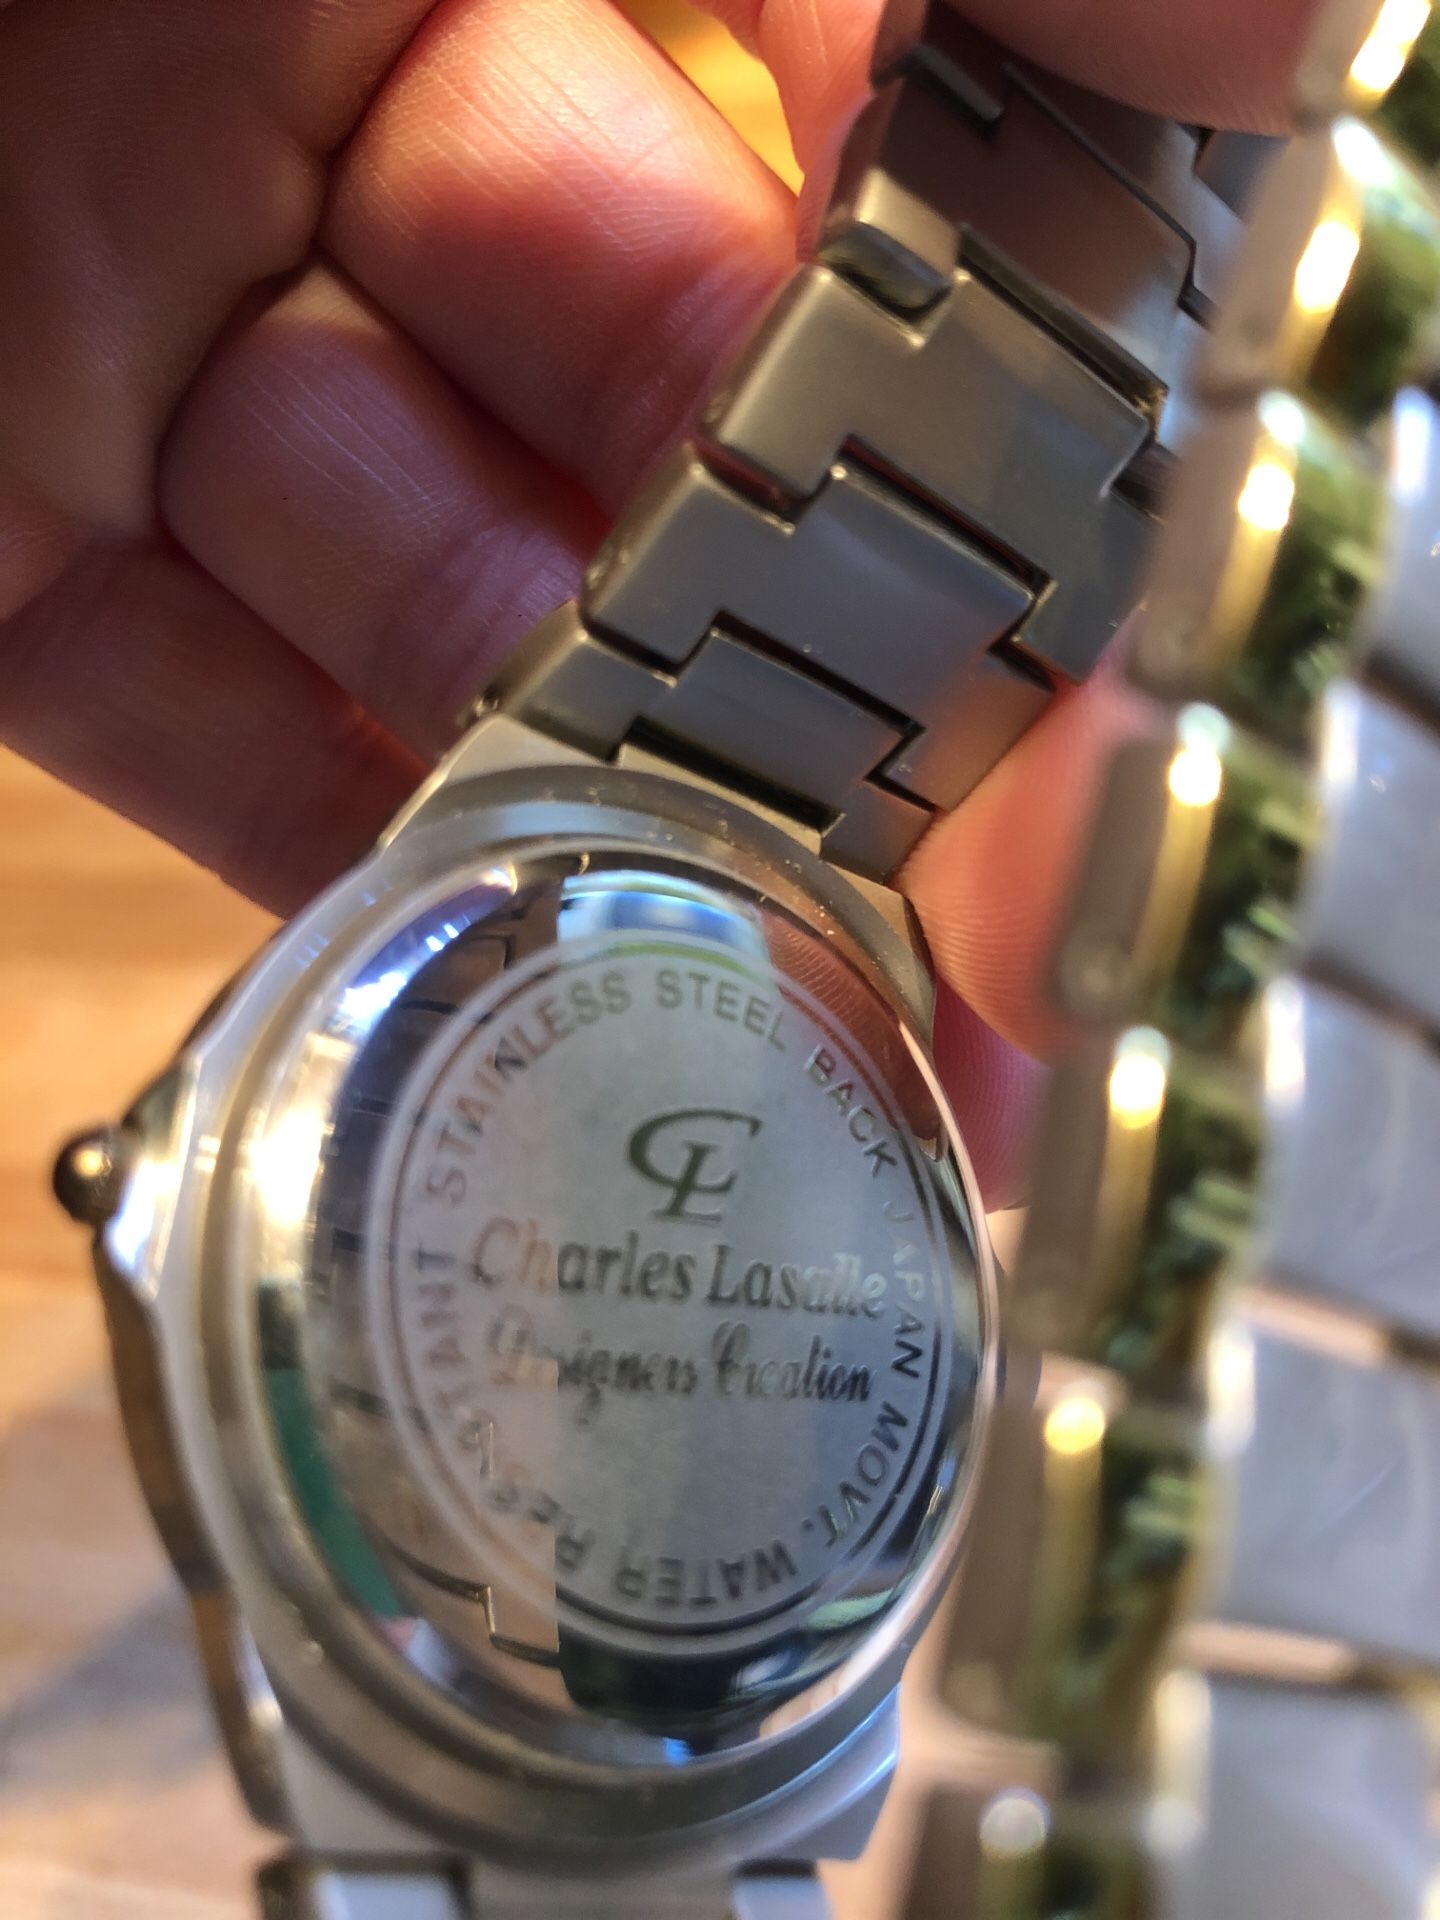 CL
Charles Lasalle
Designers Creation
STAINLESS STEEL BACK JAPAN MOVT. WATER RESISTANT